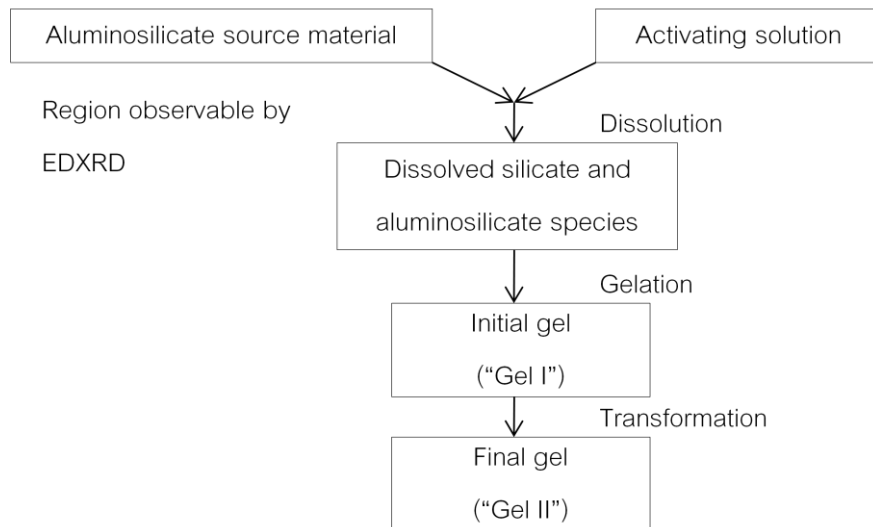 Aluminosilicate source material
Activating solution
Region observable by
EDXRD
Dissolution
Dissolved silicate and
aluminosilicate species
Gelation
Initial gel
(“Gel I”)
Transformation
Final gel
(“Gel II”)